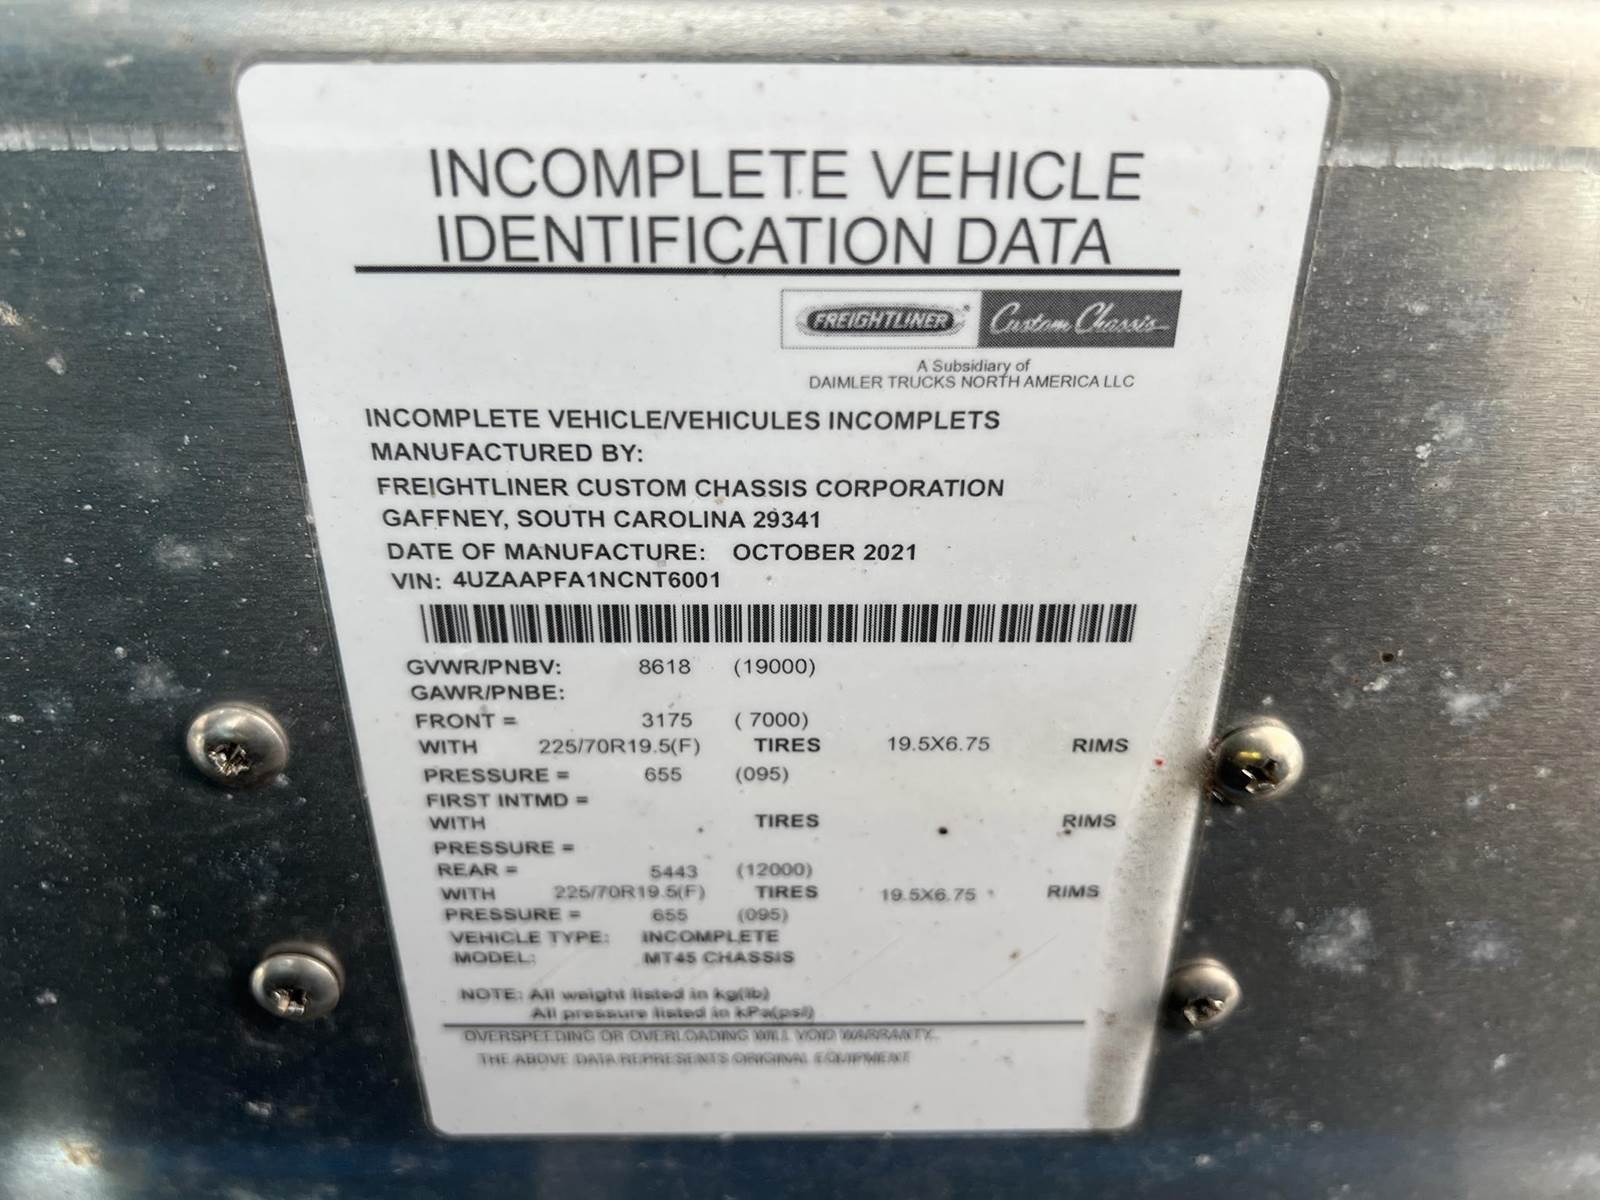 INCOMPLETE VEHICLE
IDENTIFICATION DATA
FREIGHTLINER® Custom Chassis
A Subsidiary of
DAIMLER TRUCKS NORTH AMERICA LLC
INCOMPLETE VEHICLE/VEHICULES INCOMPLETS
MANUFACTURED BY:
FREIGHTLINER CUSTOM CHASSIS CORPORATION
GAFFNEY, SOUTH CAROLINA 29341
DATE OF MANUFACTURE: OCTOBER 2021
VIN: 4UZAAPFA1NCNT6001
GVWR/PNBV: 8618 (19000)
GAWR/PNBE:
FRONT = 3175 ( 7000)
WITH 225/70R19.5(F) TIRES 19.5X6.75 RIMS
PRESSURE = 655 (095)
FIRST INTMD =
WITH TIRES RIMS
PRESSURE =
REAR = 5443 (12000)
WITH 225/70R19.5(F) TIRES 19.5X6.75 RIMS
PRESSURE = 655 (095)
VEHICLE TYPE: INCOMPLETE
MODEL: MT45 CHASSIS
NOTE: All weight listed in kg(lb)
All pressure listed in kPa(psi)
OVERSPEEDING OR OVERLOADING WILL VOID WARRANTY.
THE ABOVE DATA REPRESENTS ORIGINAL EQUIPMENT